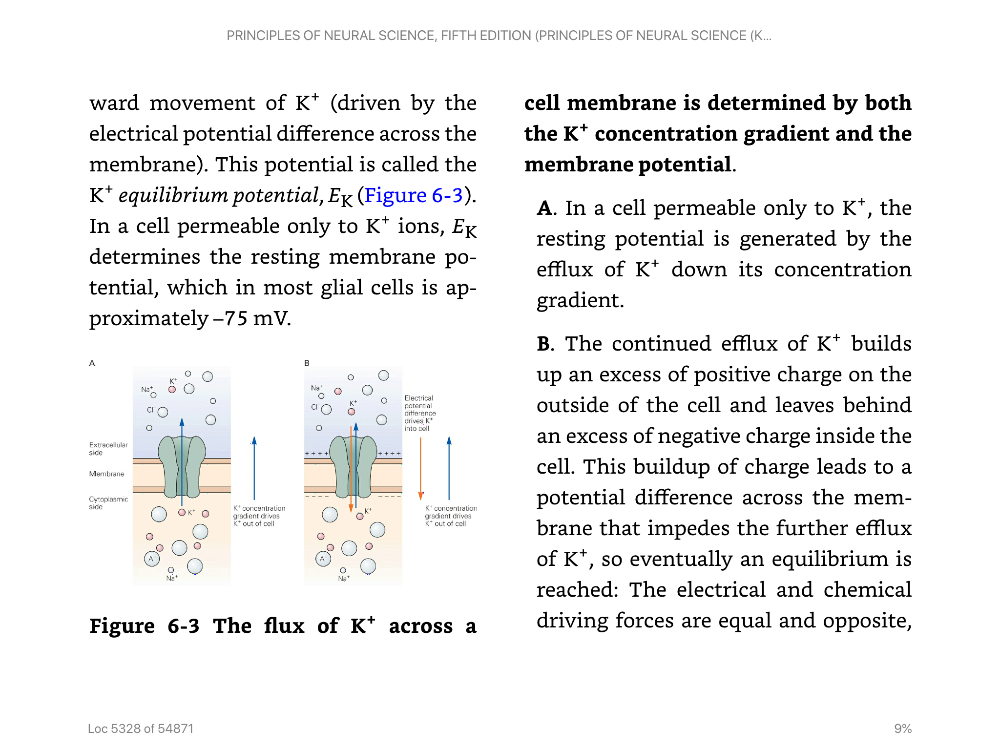 PRINCIPLES OF NEURAL SCIENCE, FIFTH EDITION (PRINCIPLES OF NEURAL SCIENCE (K...
ward movement of K⁺ (driven by the
electrical potential difference across the
membrane). This potential is called the
K⁺ equilibrium potential, E_K (Figure 6-3).
In a cell permeable only to K⁺ ions, E_K
determines the resting membrane po-
tential, which in most glial cells is ap-
proximately –75 mV.
A
K⁺
Na⁺
Cl⁻
Extracellular
side
Membrane
Cytoplasmic
side
K⁺
A⁻
Na⁺
K⁺ concentration
gradient drives
K⁺ out of cell
B
Na⁺
K⁺
Cl⁻
Electrical
potential
difference
drives K⁺
into cell
+ + + +
+ + + +
– – – –
– – – –
K⁺
A⁻
Na⁺
K⁺ concentration
gradient drives
K⁺ out of cell
Figure 6-3 The flux of K⁺ across a
cell membrane is determined by both
the K⁺ concentration gradient and the
membrane potential.
A. In a cell permeable only to K⁺, the
resting potential is generated by the
efflux of K⁺ down its concentration
gradient.
B. The continued efflux of K⁺ builds
up an excess of positive charge on the
outside of the cell and leaves behind
an excess of negative charge inside the
cell. This buildup of charge leads to a
potential difference across the mem-
brane that impedes the further efflux
of K⁺, so eventually an equilibrium is
reached: The electrical and chemical
driving forces are equal and opposite,
Loc 5328 of 54871
9%